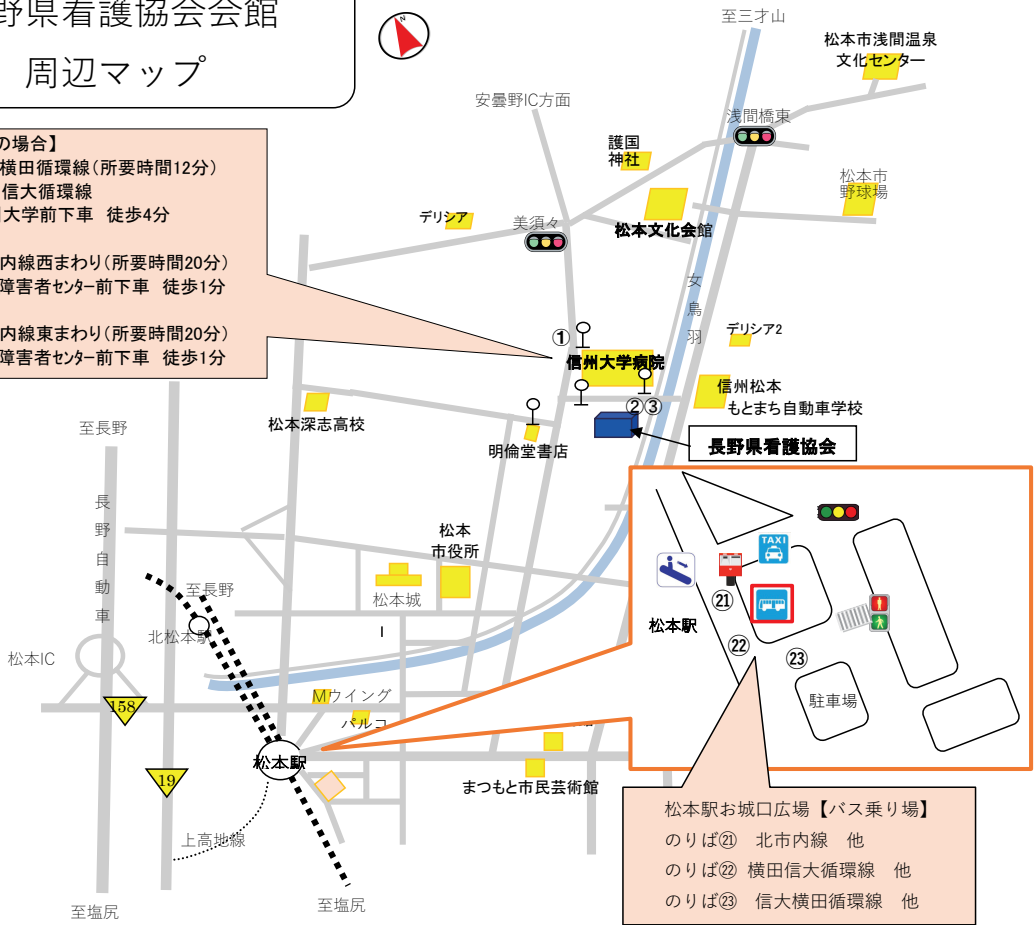 野県看護協会会館
周辺マップ
N
の場合】
横田循環線(所要時間12分)
信大循環線
大学前下車 徒歩4分
内線西まわり(所要時間20分)
障害者センター前下車 徒歩1分
内線東まわり(所要時間20分)
障害者センター前下車 徒歩1分
至三才山
松本市浅間温泉
文化センター
安曇野IC方面
浅間橋東
護国
神社
松本市
野球場
デリシア
美須々
松本文化会館
女鳥羽
①
デリシア2
信州大学病院
②③
信州松本
もとまち自動車学校
松本深志高校
明倫堂書店
長野県看護協会
至長野
長野自動車
松本
市役所
至長野
松本城
北松本駅
松本IC
Mウイング
パルコ
158
松本駅
19
まつもと市民芸術館
上高地線
至塩尻
至塩尻
TAXI
㉑
松本駅
㉒
㉓
駐車場
松本駅お城口広場【バス乗り場】
のりば㉑ 北市内線 他
のりば㉒ 横田信大循環線 他
のりば㉓ 信大横田循環線 他